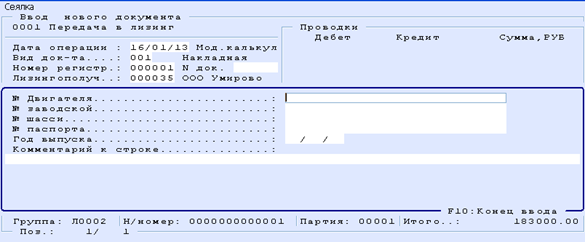 Сеялка
Ввод нового документа
0001 Передача в лизинг
Проводки
Дебет Кредит Сумма,РУБ
Дата операции : 16/01/13 Мод.калькул
Вид док-та....: 001 Накладная
Номер регистр.: 000001 N док.
Лизингополуч..: 000035 ООО Умирово
№ Двигателя.......................:
№ заводской.......................:
№ шасси...........................:
№ паспорта........................:
Год выпуска.......................: / /
Комментарий к строке..............:
F10:Конец ввода
Группа: Л0002 Н/номер: 0000000000001 Партия: 00001 Итого..: 183000.00
Поз.: 1/ 1